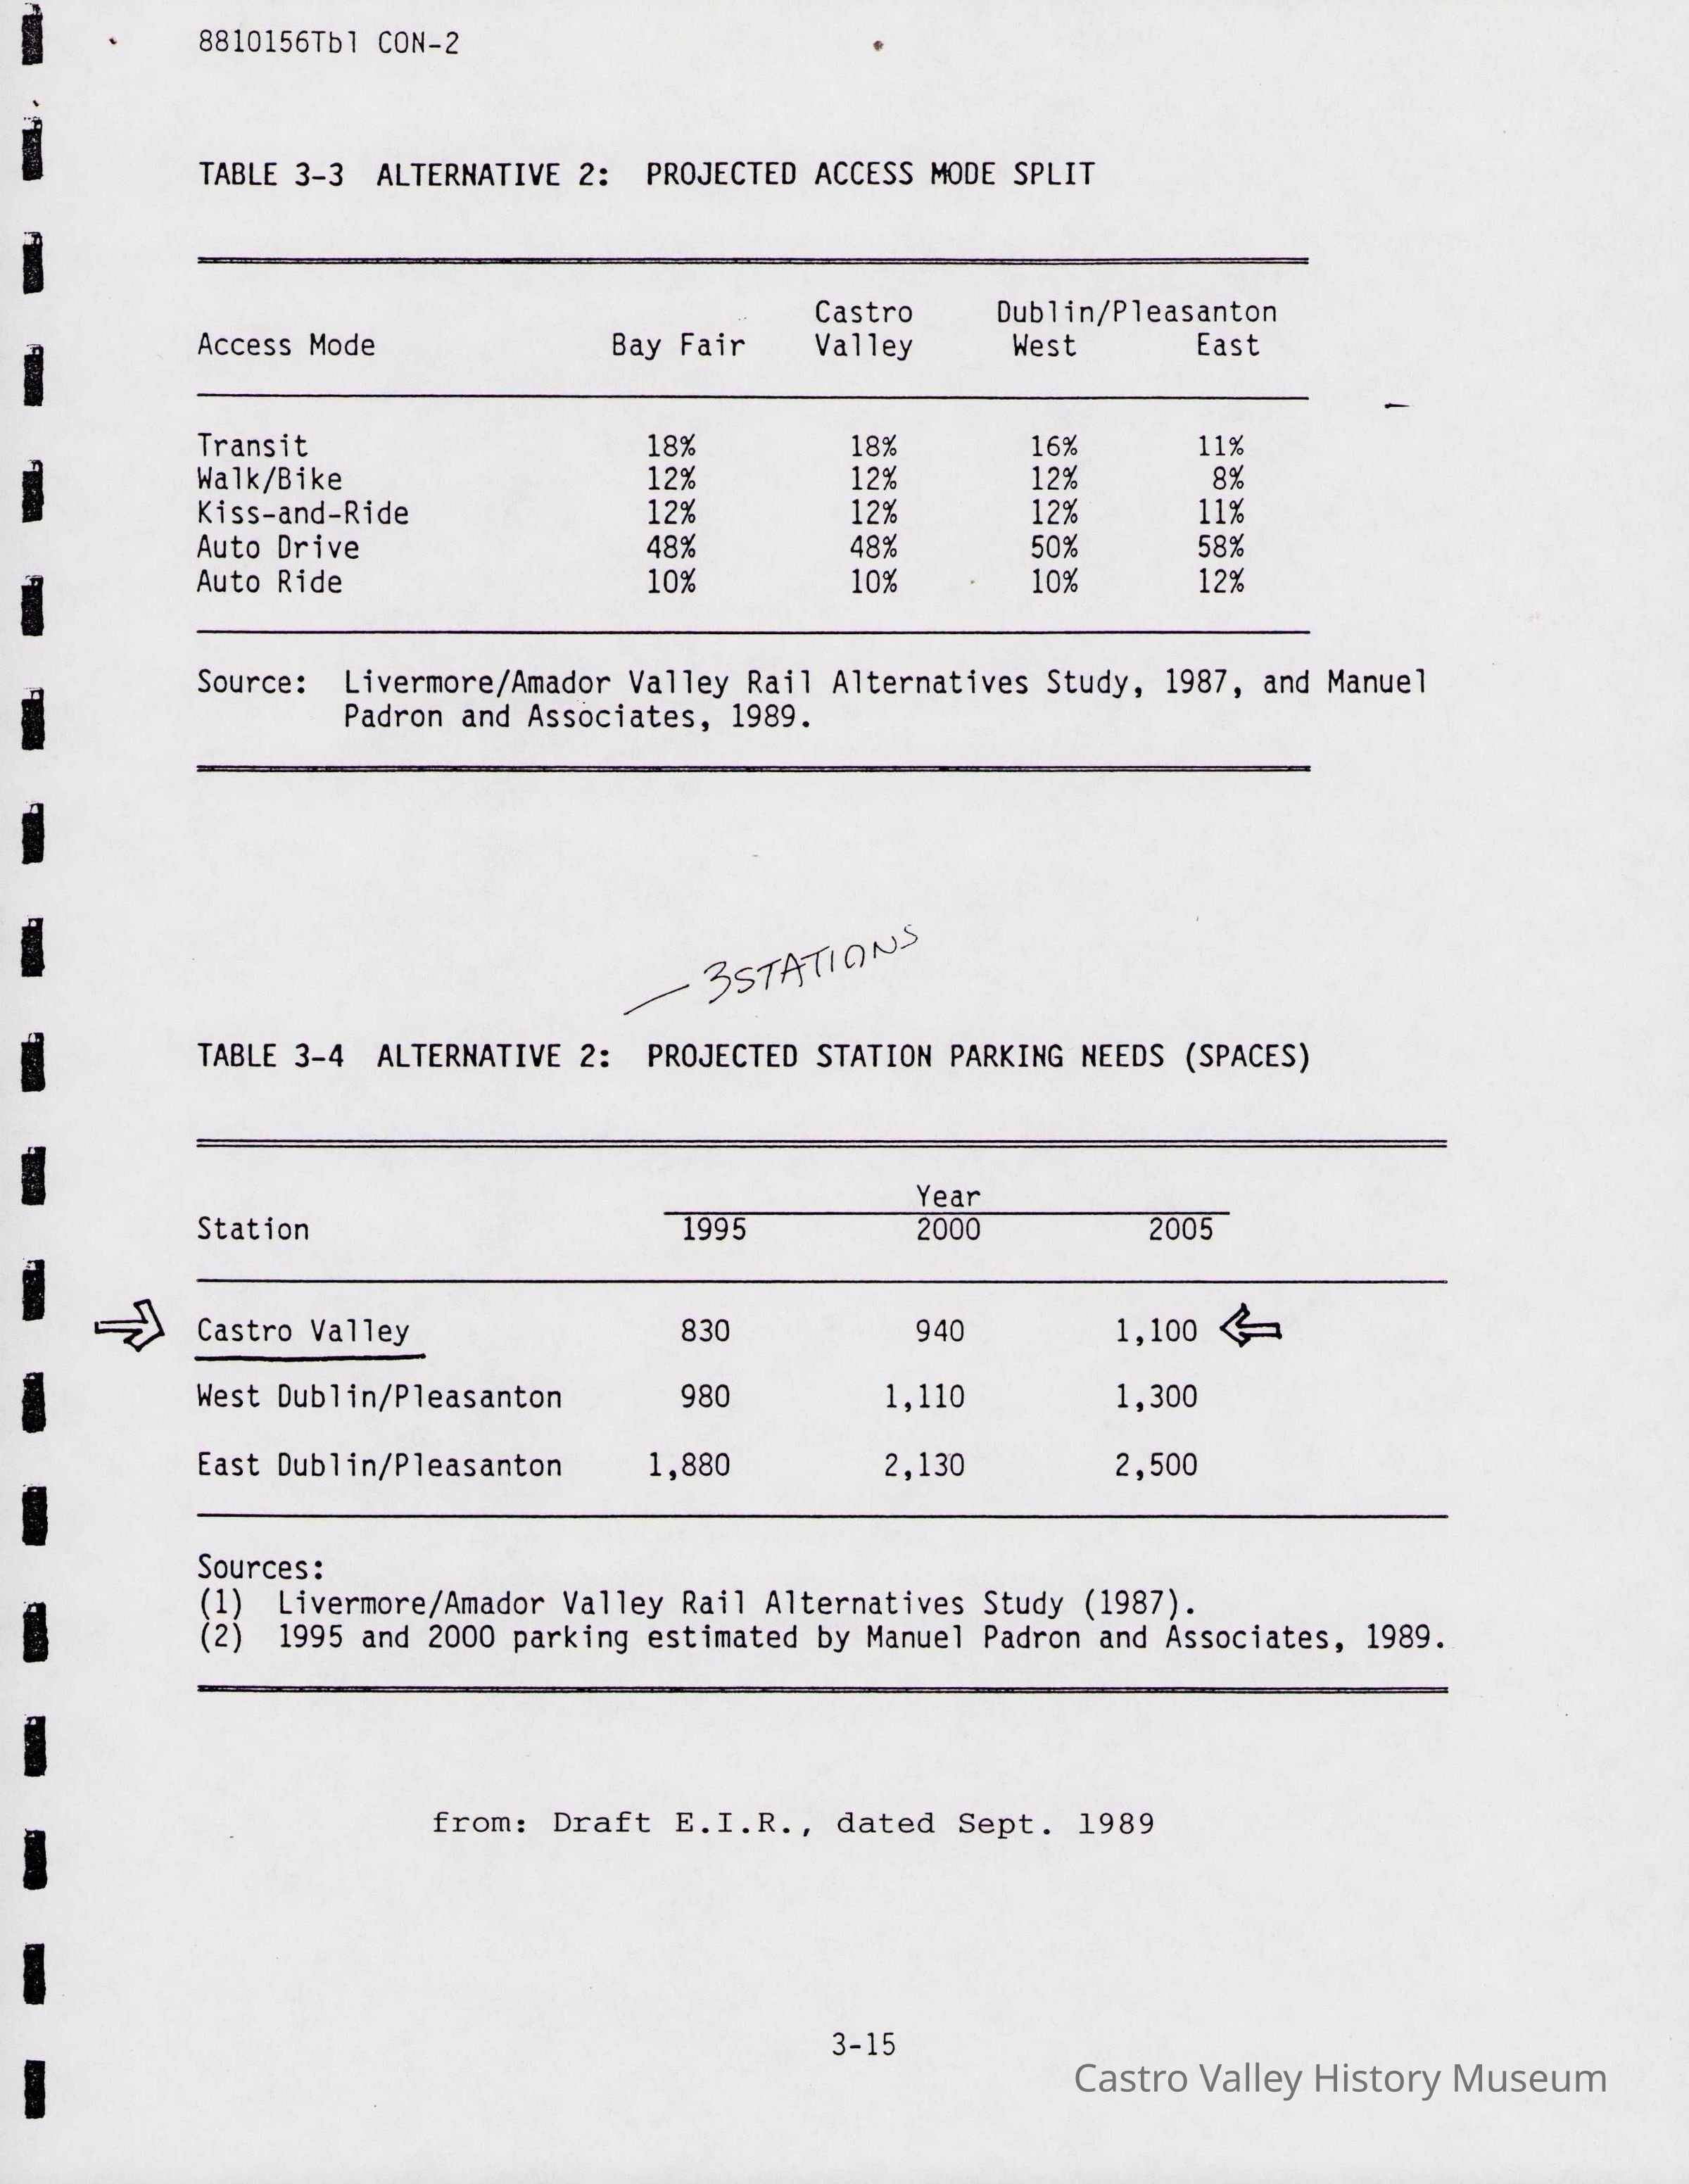 8810156Tbl CON-2
TABLE 3-3 ALTERNATIVE 2: PROJECTED ACCESS MODE SPLIT
Castro Dublin/Pleasanton
Access Mode Bay Fair Valley West East
Transit 18% 18% 16% 11%
Walk/Bike 12% 12% 12% 8%
Kiss-and-Ride 12% 12% 12% 11%
Auto Drive 48% 48% 50% 58%
Auto Ride 10% 10% 10% 12%
Source: Livermore/Amador Valley Rail Alternatives Study, 1987, and Manuel
Padron and Associates, 1989.
— 3 STATIONS
TABLE 3-4 ALTERNATIVE 2: PROJECTED STATION PARKING NEEDS (SPACES)
Year
Station 1995 2000 2005
Castro Valley 830 940 1,100
West Dublin/Pleasanton 980 1,110 1,300
East Dublin/Pleasanton 1,880 2,130 2,500
Sources:
(1) Livermore/Amador Valley Rail Alternatives Study (1987).
(2) 1995 and 2000 parking estimated by Manuel Padron and Associates, 1989.
from: Draft E.I.R., dated Sept. 1989
3-15
Castro Valley History Museum